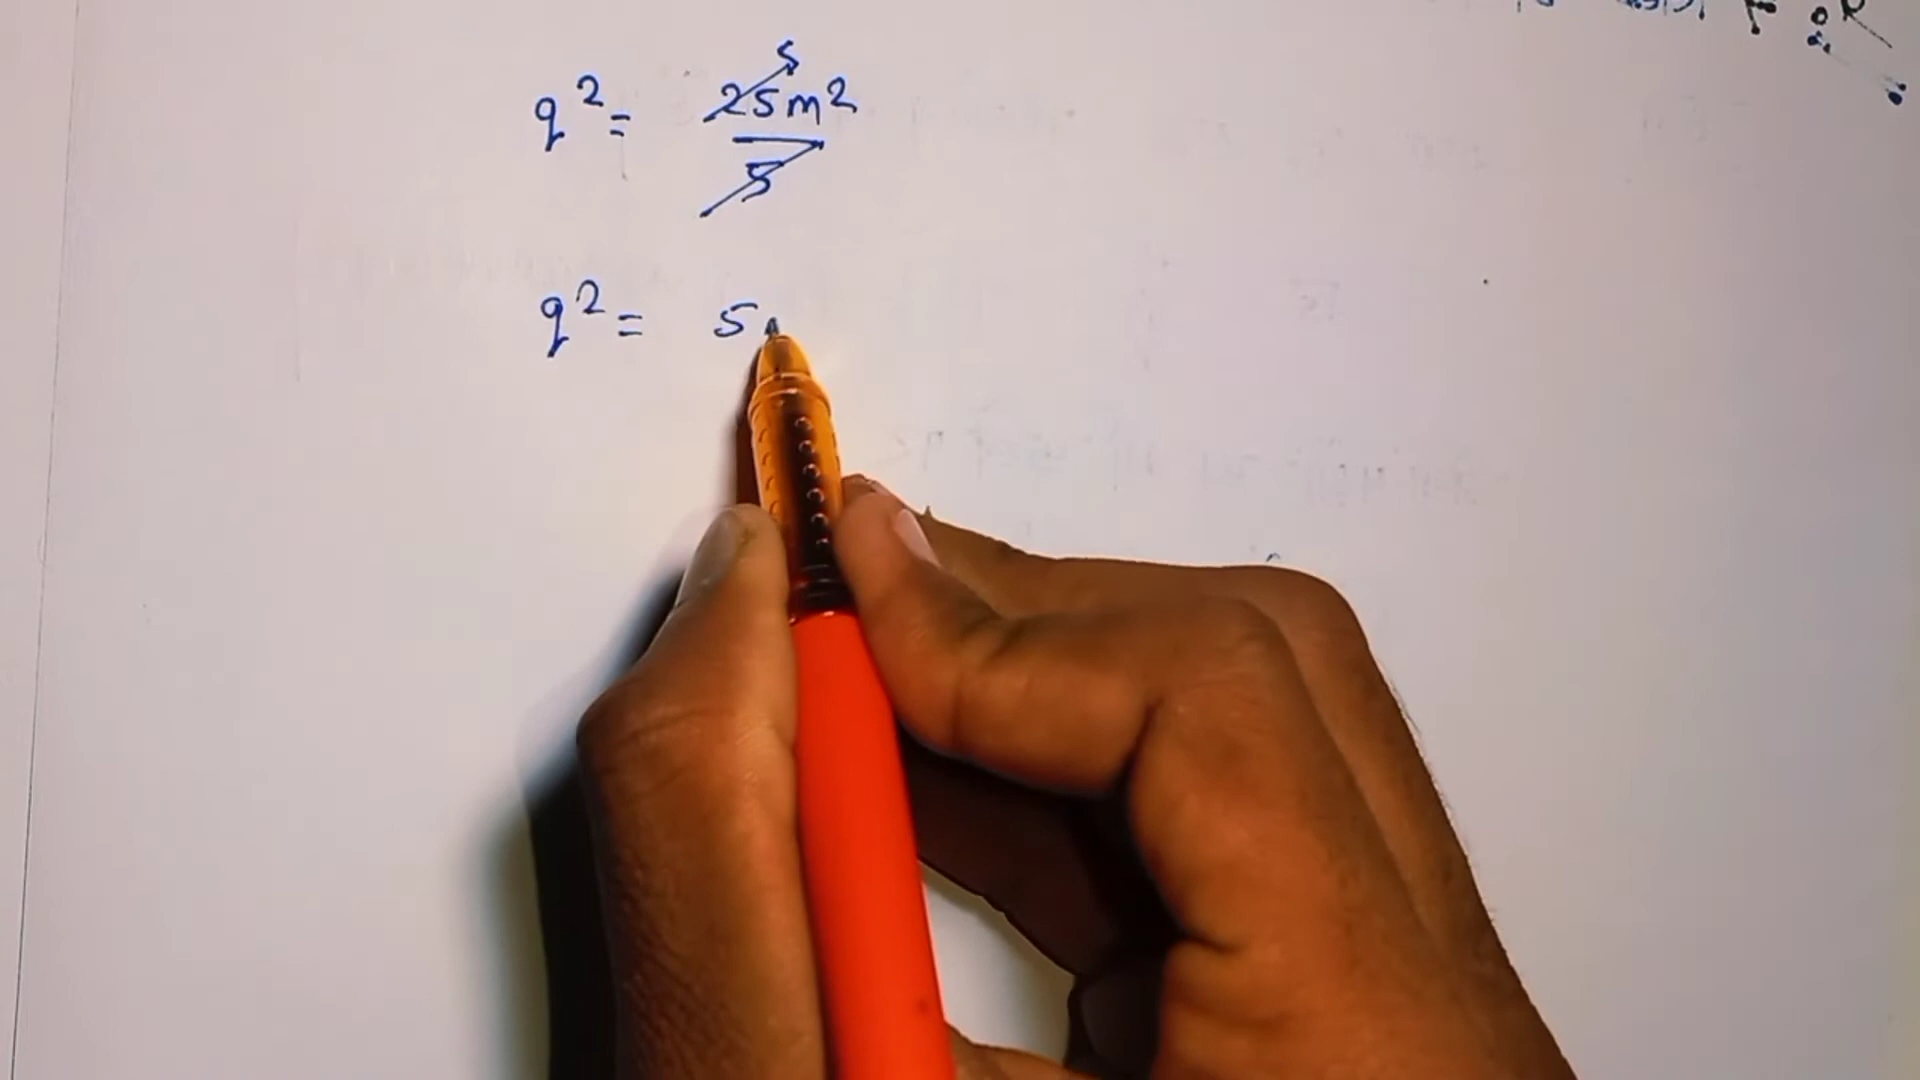 q² = 25m² / 5 5
q² = 5